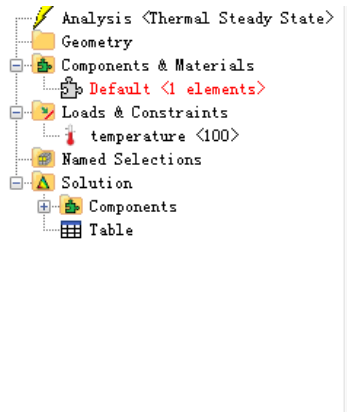 Analysis <Thermal Steady State>
Geometry
Components & Materials
Default <1 elements>
Loads & Constraints
temperature <100>
Named Selections
Solution
Components
Table